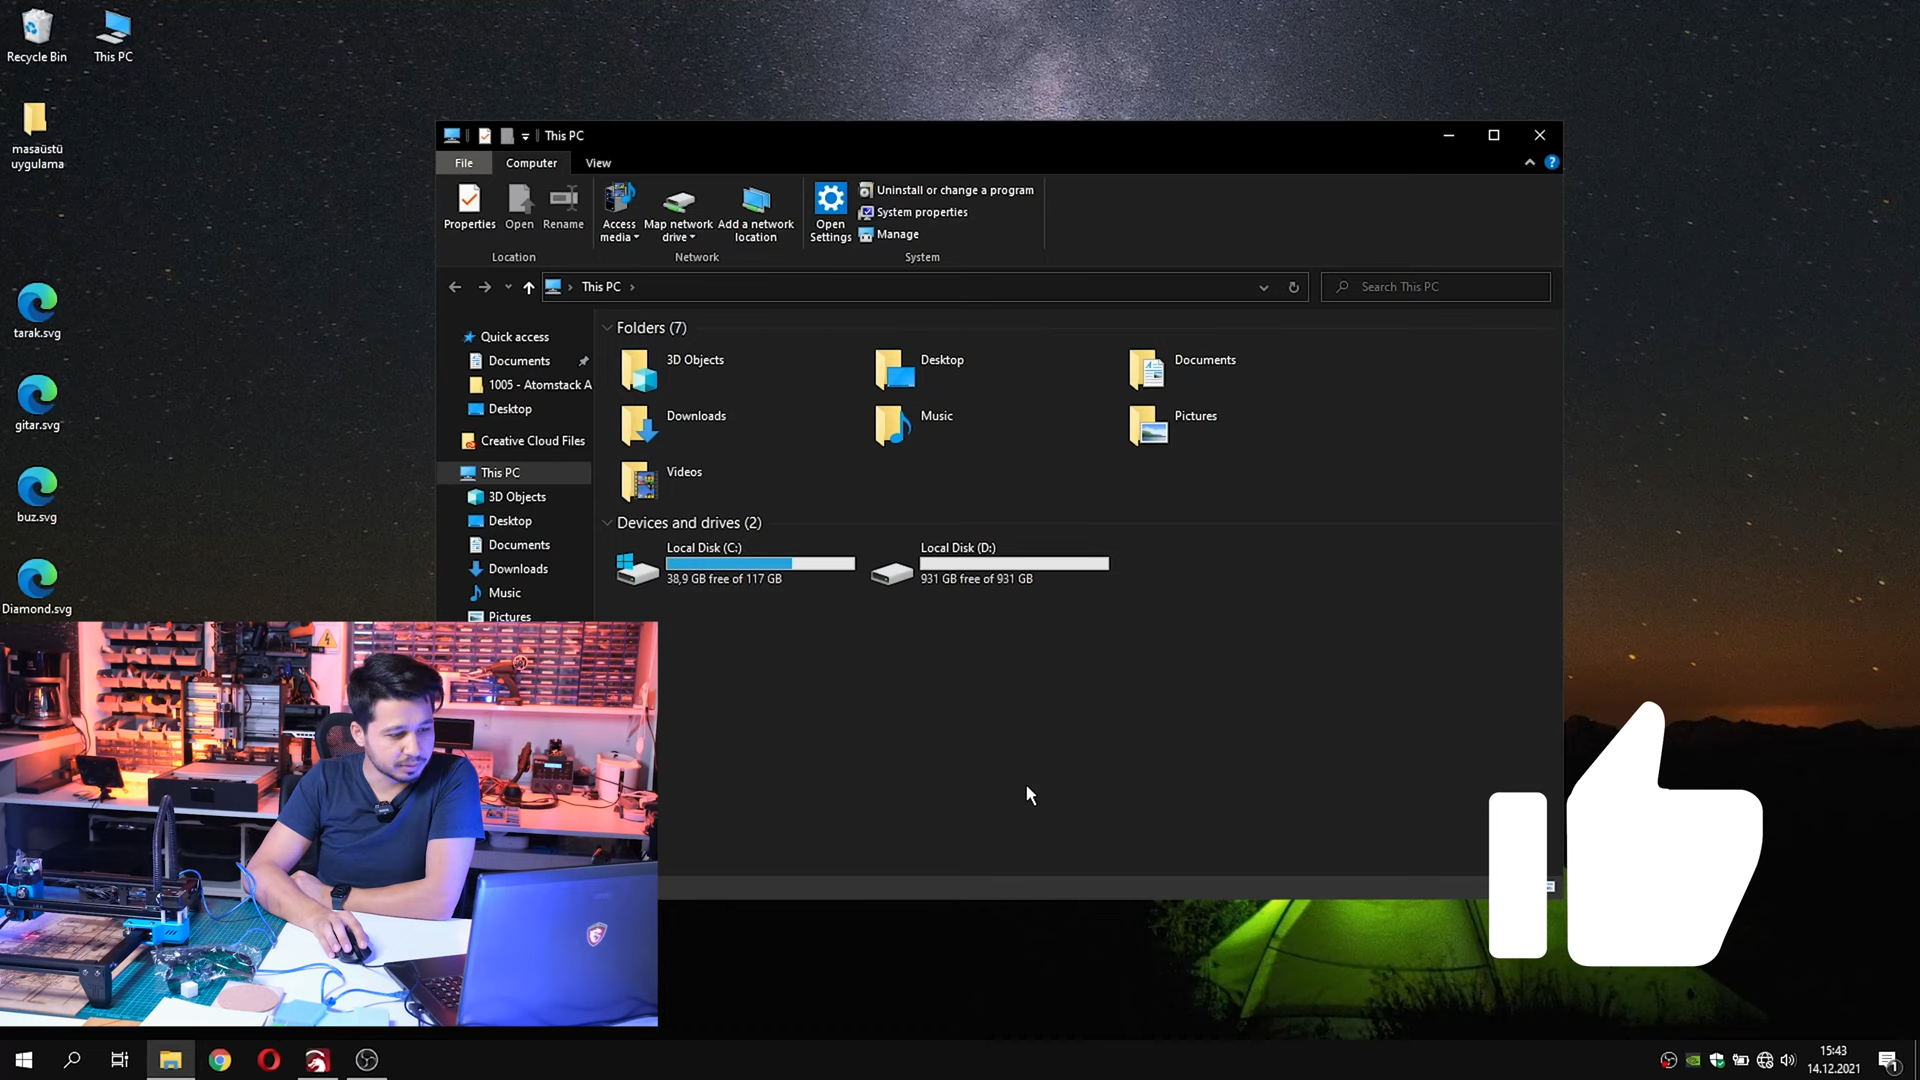 Recycle Bin
This PC
masaüstü
uygulama
tarak.svg
gitar.svg
buz.svg
Diamond.svg
This PC
File
Computer
View
Properties
Open
Rename
Access
media
Map network
drive
Add a network
location
Open
Settings
Uninstall or change a program
System properties
Manage
Location
Network
System
This PC
Search This PC
Quick access
Documents
1005 - Atomstack A
Desktop
Creative Cloud Files
This PC
3D Objects
Desktop
Documents
Downloads
Music
Pictures
Folders (7)
3D Objects
Desktop
Documents
Downloads
Music
Pictures
Videos
Devices and drives (2)
Local Disk (C:)
38,9 GB free of 117 GB
Local Disk (D:)
931 GB free of 931 GB
15:43
14.12.2021
1